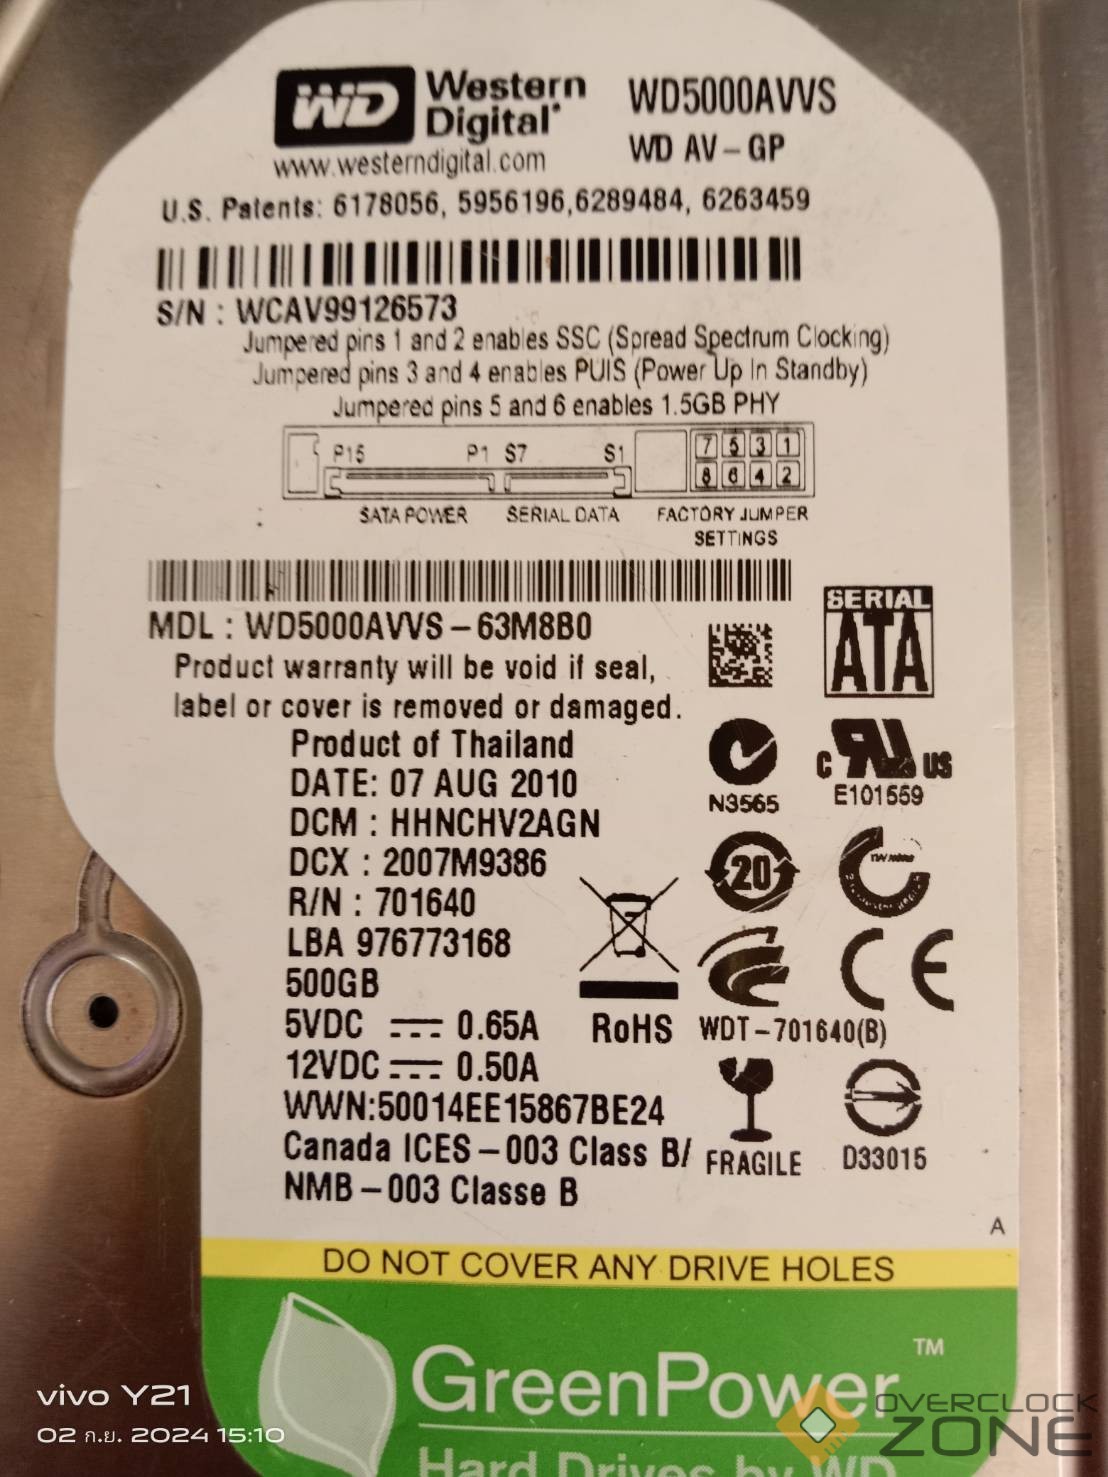 WD Western Digital® WD5000AVVS
www.westerndigital.com WD AV-GP
U.S. Patents: 6178056, 5956196,6289484, 6263459
S/N : WCAV99126573
Jumpered pins 1 and 2 enables SSC (Spread Spectrum Clocking)
Jumpered pins 3 and 4 enables PUIS (Power Up In Standby)
Jumpered pins 5 and 6 enables 1.5GB PHY
P15 P1 S7 S1 7 5 3 1
8 6 4 2
SATA POWER SERIAL DATA FACTORY JUMPER
SETTINGS
MDL : WD5000AVVS-63M8B0
SERIAL
ATA
Product warranty will be void if seal,
label or cover is removed or damaged.
Product of Thailand
DATE: 07 AUG 2010
DCM : HHNCHV2AGN
DCX : 2007M9386
R/N : 701640
LBA 976773168
500GB
5VDC 0.65A
12VDC 0.50A
WWN:50014EE15867BE24
Canada ICES-003 Class B/
NMB-003 Classe B
N3565
C US
E101559
20
CE
RoHS WDT-701640(B)
FRAGILE D33015
A
DO NOT COVER ANY DRIVE HOLES
GreenPower™
Hard Drives by WD
vivo Y21
02 ก.ย. 2024 15:10
OVERCLOCK
ZONE